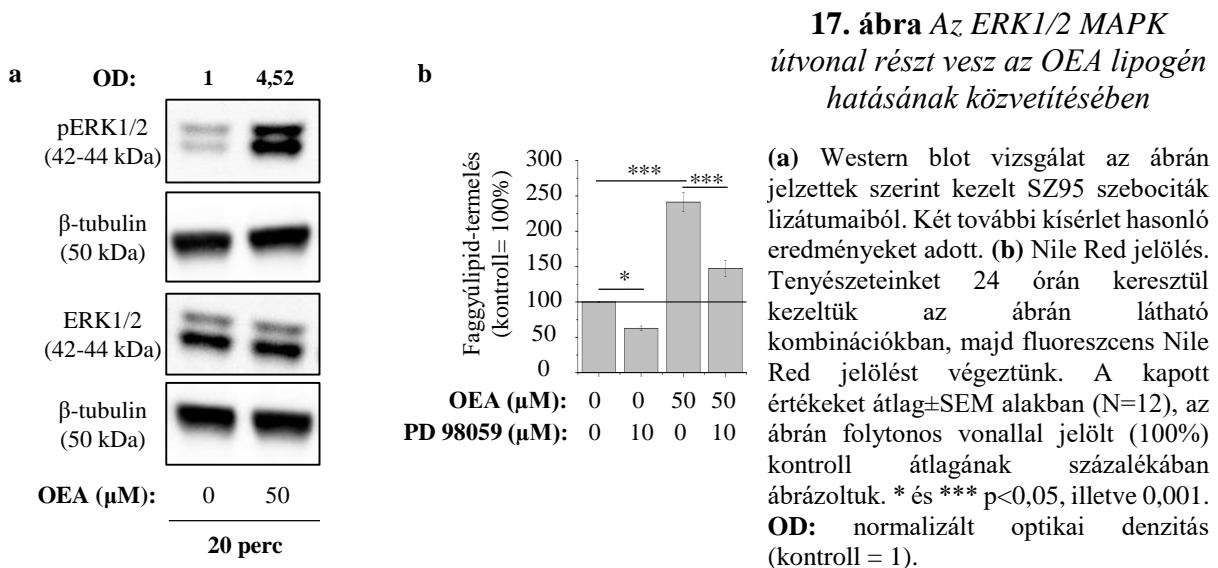 a
OD: 1 4,52
pERK1/2
(42-44 kDa)
β-tubulin
(50 kDa)
ERK1/2
(42-44 kDa)
β-tubulin
(50 kDa)
OEA (µM): 0 50
20 perc
b
Faggyúlipid-termelés
(kontroll= 100%)
300
250
200
150
100
50
0
***
***
*
OEA (µM): 0 0 50 50
PD 98059 (µM): 0 10 0 10
17. ábra Az ERK1/2 MAPK
útvonal részt vesz az OEA lipogén
hatásának közvetítésében
(a) Western blot vizsgálat az ábrán
jelzettek szerint kezelt SZ95 szebociták
lizátumaiból. Két további kísérlet hasonló
eredményeket adott. (b) Nile Red jelölés.
Tenyészeteinket 24 órán keresztül
kezeltük az ábrán látható
kombinációkban, majd fluoreszcens Nile
Red jelölést végeztünk. A kapott
értékeket átlag±SEM alakban (N=12), az
ábrán folytonos vonallal jelölt (100%)
kontroll átlagának százalékában
ábrázoltuk. * és *** p<0,05, illetve 0,001.
OD: normalizált optikai denzitás
(kontroll = 1).